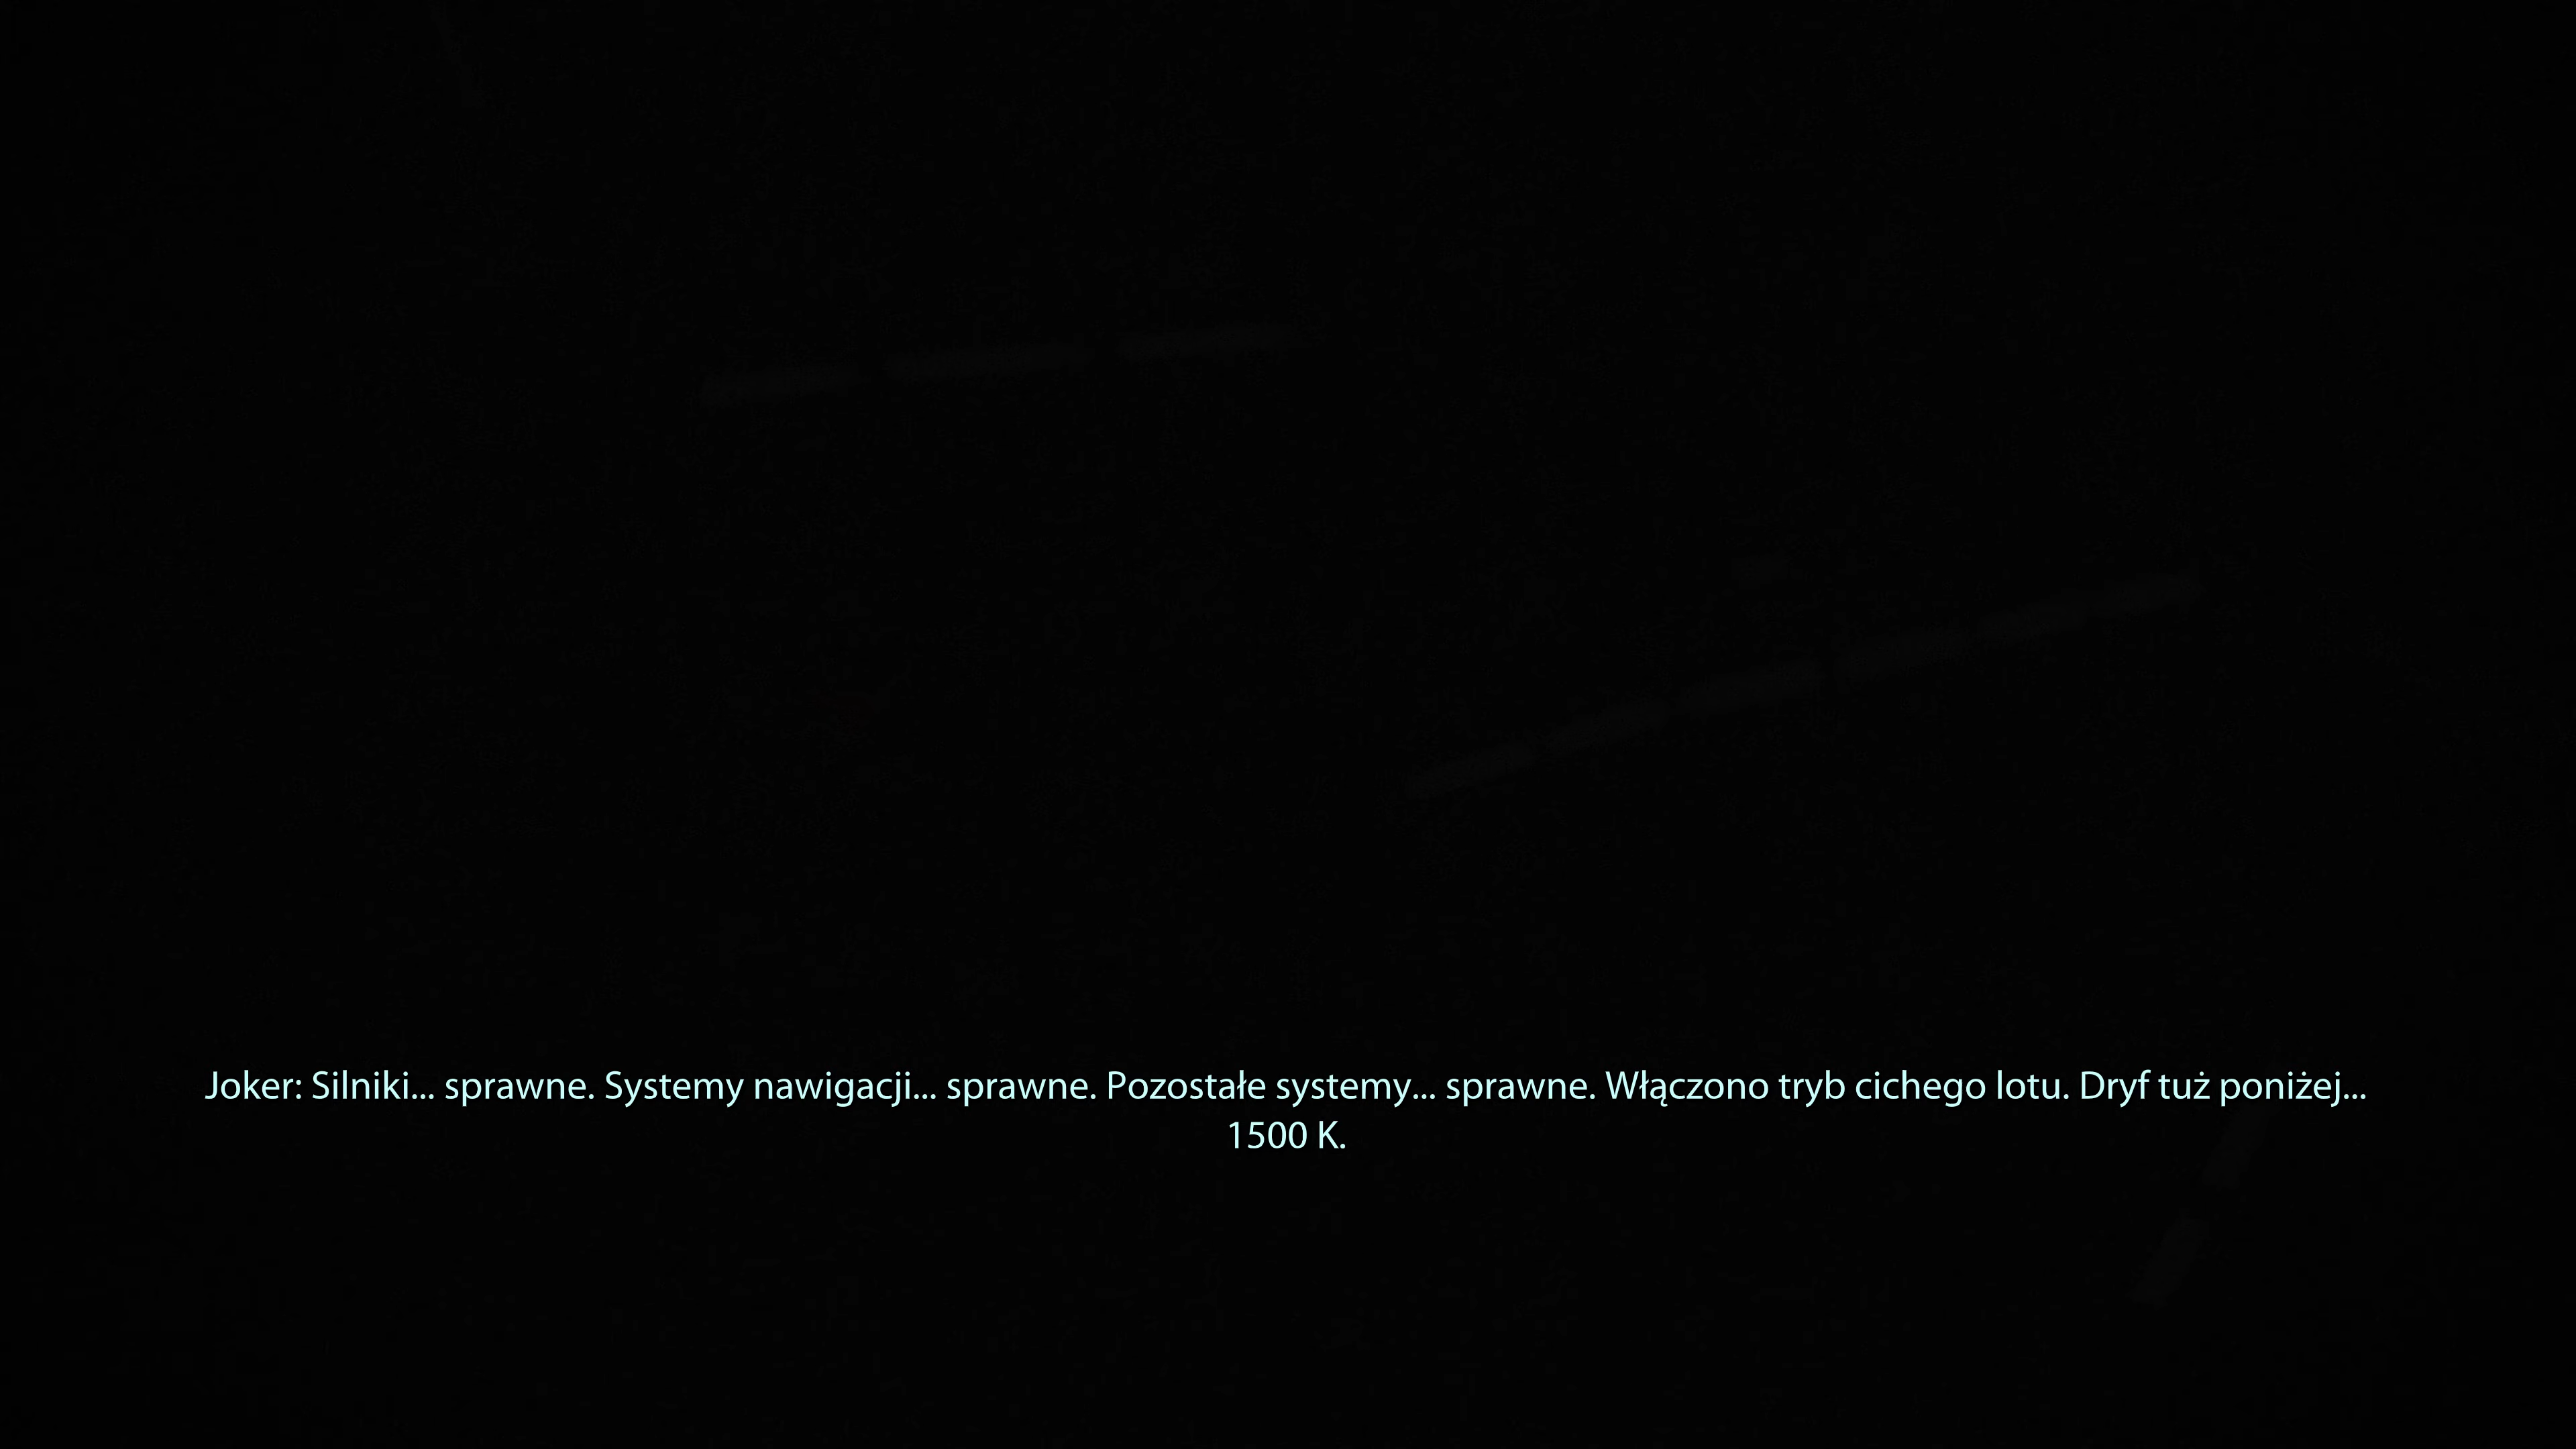 Joker: Silniki... sprawne. Systemy nawigacji... sprawne. Pozostałe systemy... sprawne. Włączono tryb cichego lotu. Dryf tuż poniżej...
1500 K.